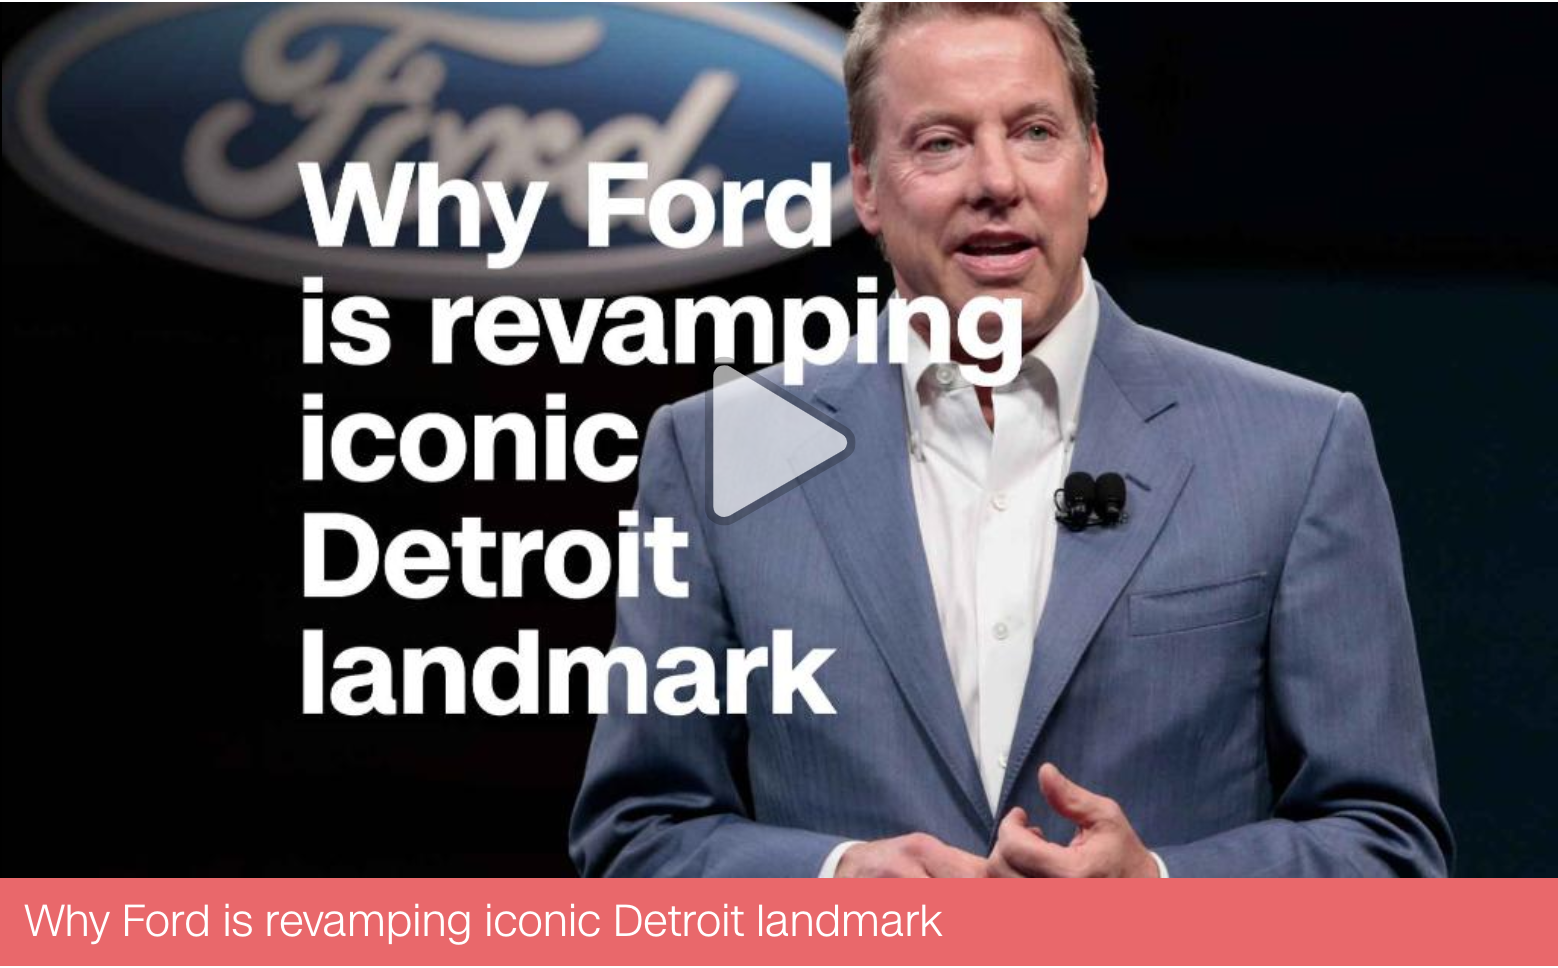 Ford
Why Ford
is revamping
iconic
Detroit
landmark
Why Ford is revamping iconic Detroit landmark